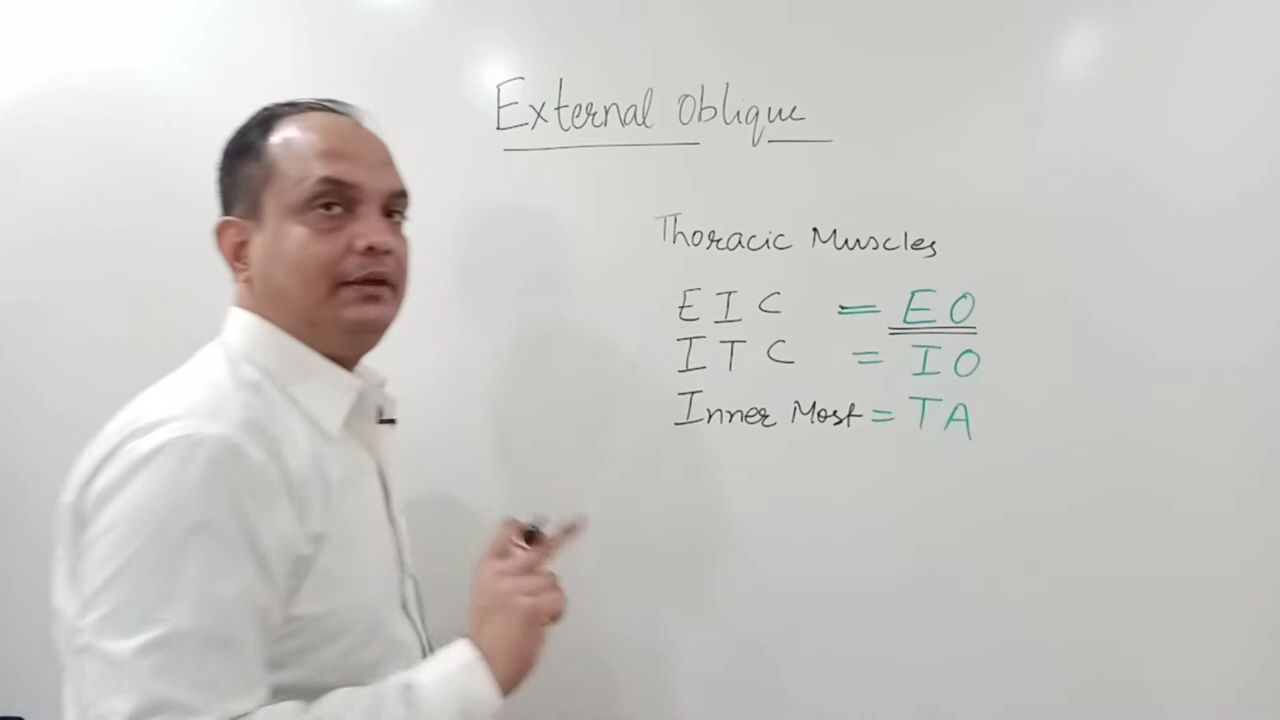 External Oblique
Thoracic Muscles
EIC = EO
ITC = IO
Inner Most = TA